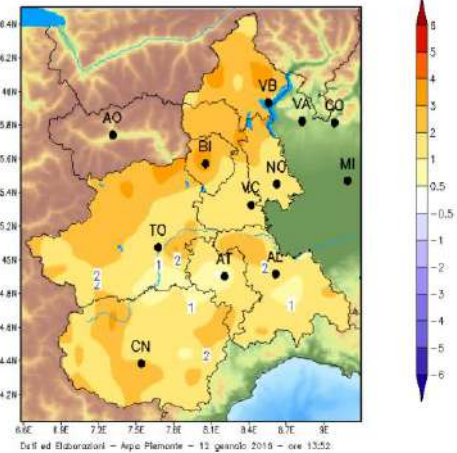 6.4N
6.2N
46N
5.8N
5.6N
5.4N
5.2N
45N
4.8N
4.6N
4.4N
4.2N
VB
VA
CO
AO
BI
MI
NO
VC
TO
2
1
AT
AL
2
2
2
1
1
CN
2
6.6E 6.9E 7.2E 7.5E 7.8E 8.1E 8.4E 8.7E 9E
Dati ed Elaborazioni - Arpa Piemonte - 12 gennaio 2016 - ore 13:52
6
5
4
3
2
1
0.5
-0.5
-1
-2
-3
-4
-5
-6